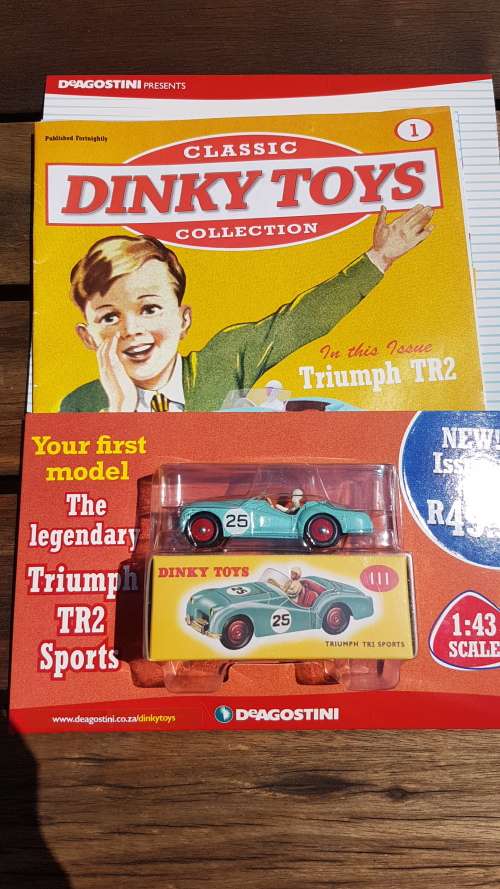 DeAGOSTINI PRESENTS
Published Fortnightly
1
CLASSIC
DINKY TOYS
COLLECTION
In this Issue
Triumph TR2
Your first
model
The
legendary
Triumph
TR2
Sports
NEW!
25
DINKY TOYS
111
25
25
TRIUMPH TR2 SPORTS
1:43
SCALE
www.deagostini.co.za/dinkytoys
DeAGOSTINI